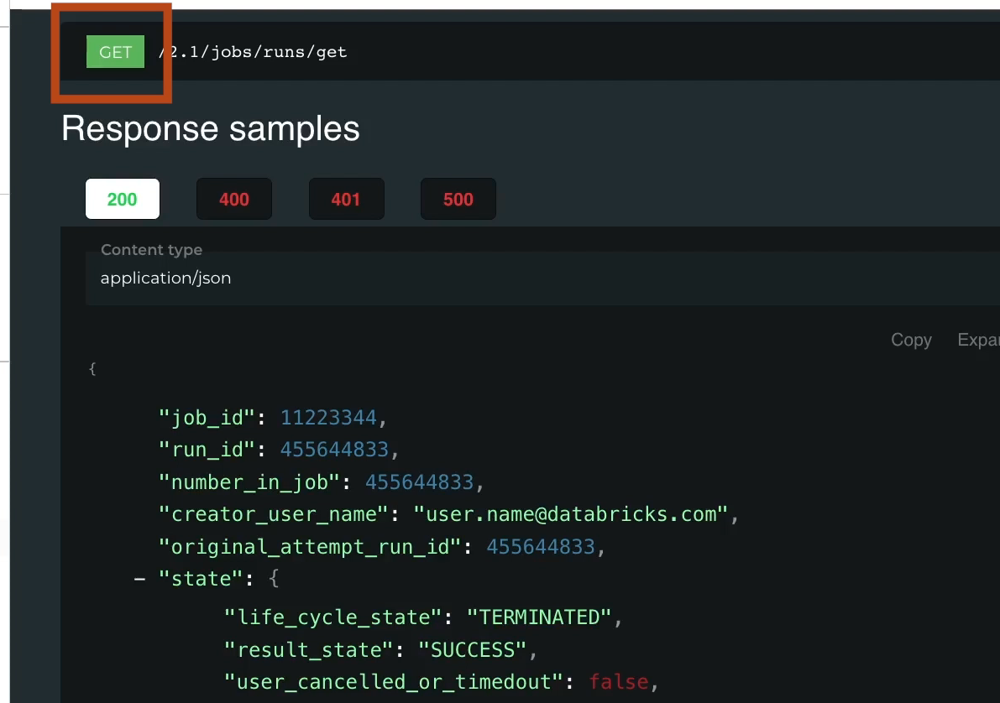 GET /2.1/jobs/runs/get
Response samples
200 400 401 500
Content type
application/json
Copy
{
"job_id": 11223344,
"run_id": 455644833,
"number_in_job": 455644833,
"creator_user_name": "user.name@databricks.com",
"original_attempt_run_id": 455644833,
– "state": {
"life_cycle_state": "TERMINATED",
"result_state": "SUCCESS",
"user_cancelled_or_timedout": false,